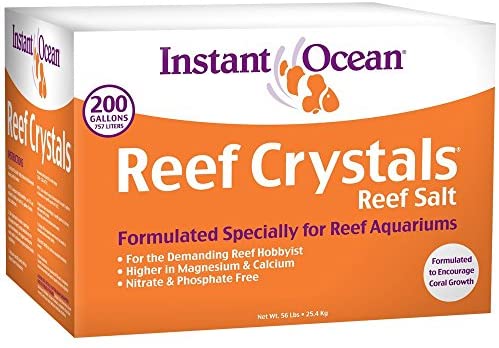 Instant Ocean®
200
GALLONS
757 LITERS
Reef Crystals®
Reef Salt
Formulated Specially for Reef Aquariums
• For the Demanding Reef Hobbyist
• Higher in Magnesium & Calcium
• Nitrate & Phosphate Free
Formulated
to Encourage
Coral Growth
Net Wt. 56 Lbs • 25.4 Kg
Reef Crystals
INSTRUCTIONS